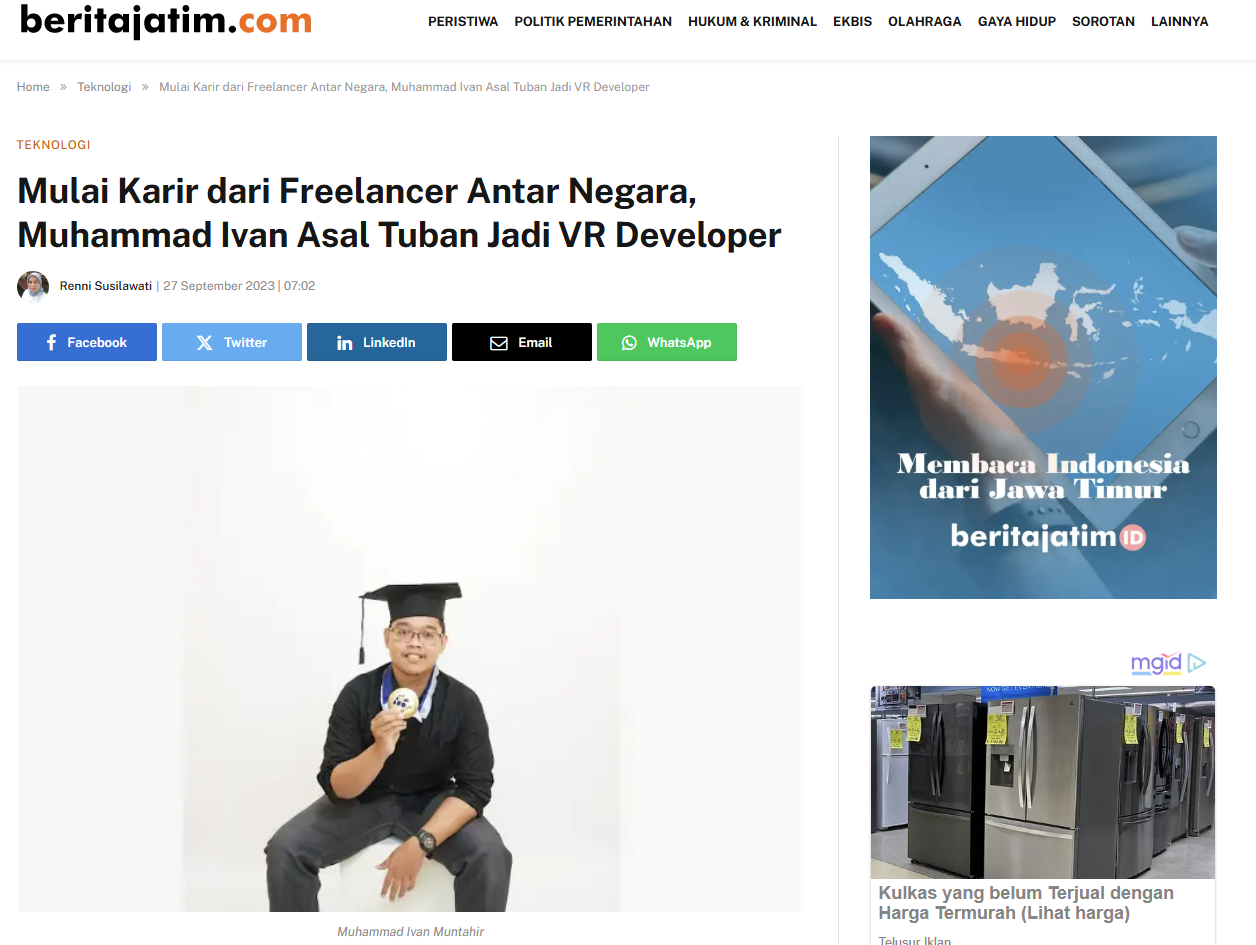 beritajatim.com
PERISTIWA POLITIK PEMERINTAHAN HUKUM & KRIMINAL EKBIS OLAHRAGA GAYA HIDUP SOROTAN LAINNYA
Home » Teknologi » Mulai Karir dari Freelancer Antar Negara, Muhammad Ivan Asal Tuban Jadi VR Developer
TEKNOLOGI
Mulai Karir dari Freelancer Antar Negara,
Muhammad Ivan Asal Tuban Jadi VR Developer
Renni Susilawati | 27 September 2023 | 07:02
Facebook Twitter LinkedIn Email WhatsApp
Muhammad Ivan Muntahir
Membaca Indonesia
dari Jawa Timur
beritajatim ID
mgid
NOW GET EVERY
Kulkas yang belum Terjual dengan
Harga Termurah (Lihat harga)
Telusur Iklan